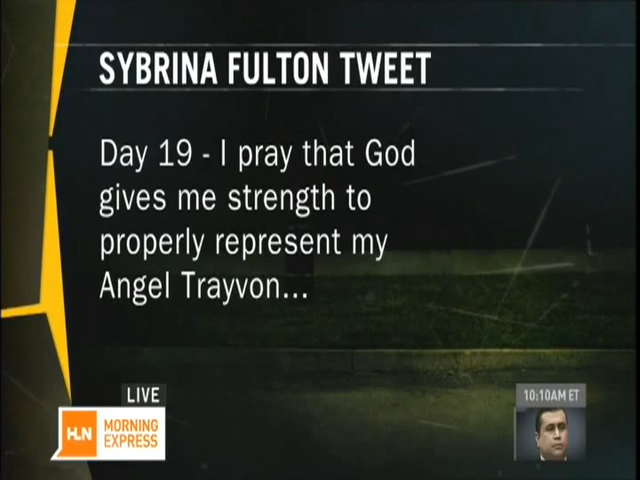 SYBRINA FULTON TWEET
Day 19 - I pray that God
gives me strength to
properly represent my
Angel Trayvon...
LIVE
HLN
MORNING
EXPRESS
10:10AM ET